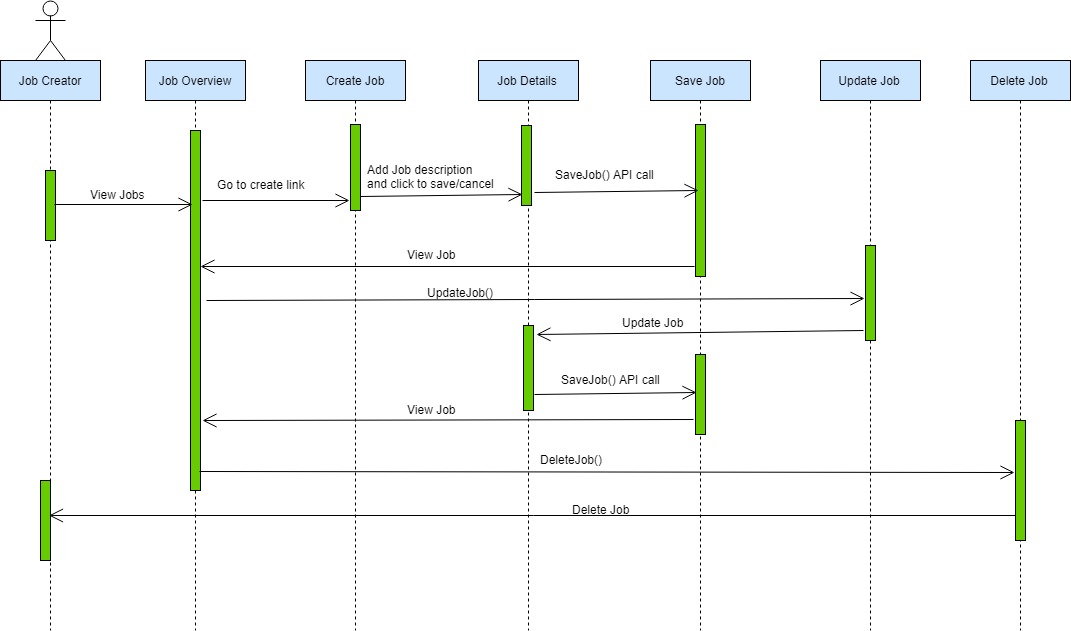 Job Creator
Job Overview
Create Job
Job Details
Save Job
Update Job
Delete Job
View Jobs
Go to create link
Add Job description
and click to save/cancel
SaveJob() API call
View Job
UpdateJob()
Update Job
SaveJob() API call
View Job
DeleteJob()
Delete Job